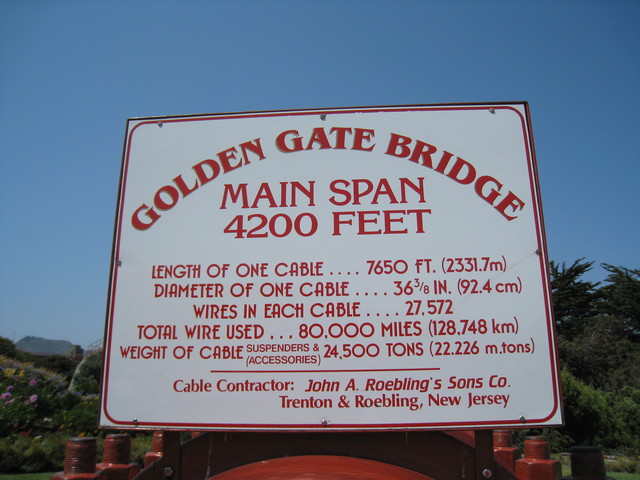 GOLDEN GATE BRIDGE
MAIN SPAN
4200 FEET
LENGTH OF ONE CABLE .... 7650 FT. (2331.7m)
DIAMETER OF ONE CABLE .... 36 3/8 IN. (92.4 cm)
WIRES IN EACH CABLE .... 27,572
TOTAL WIRE USED ... 80,000 MILES (128,748 km)
WEIGHT OF CABLE SUSPENDERS & (ACCESSORIES) 24,500 TONS (22.226 m.tons)
Cable Contractor: John A. Roebling's Sons Co.
Trenton & Roebling, New Jersey